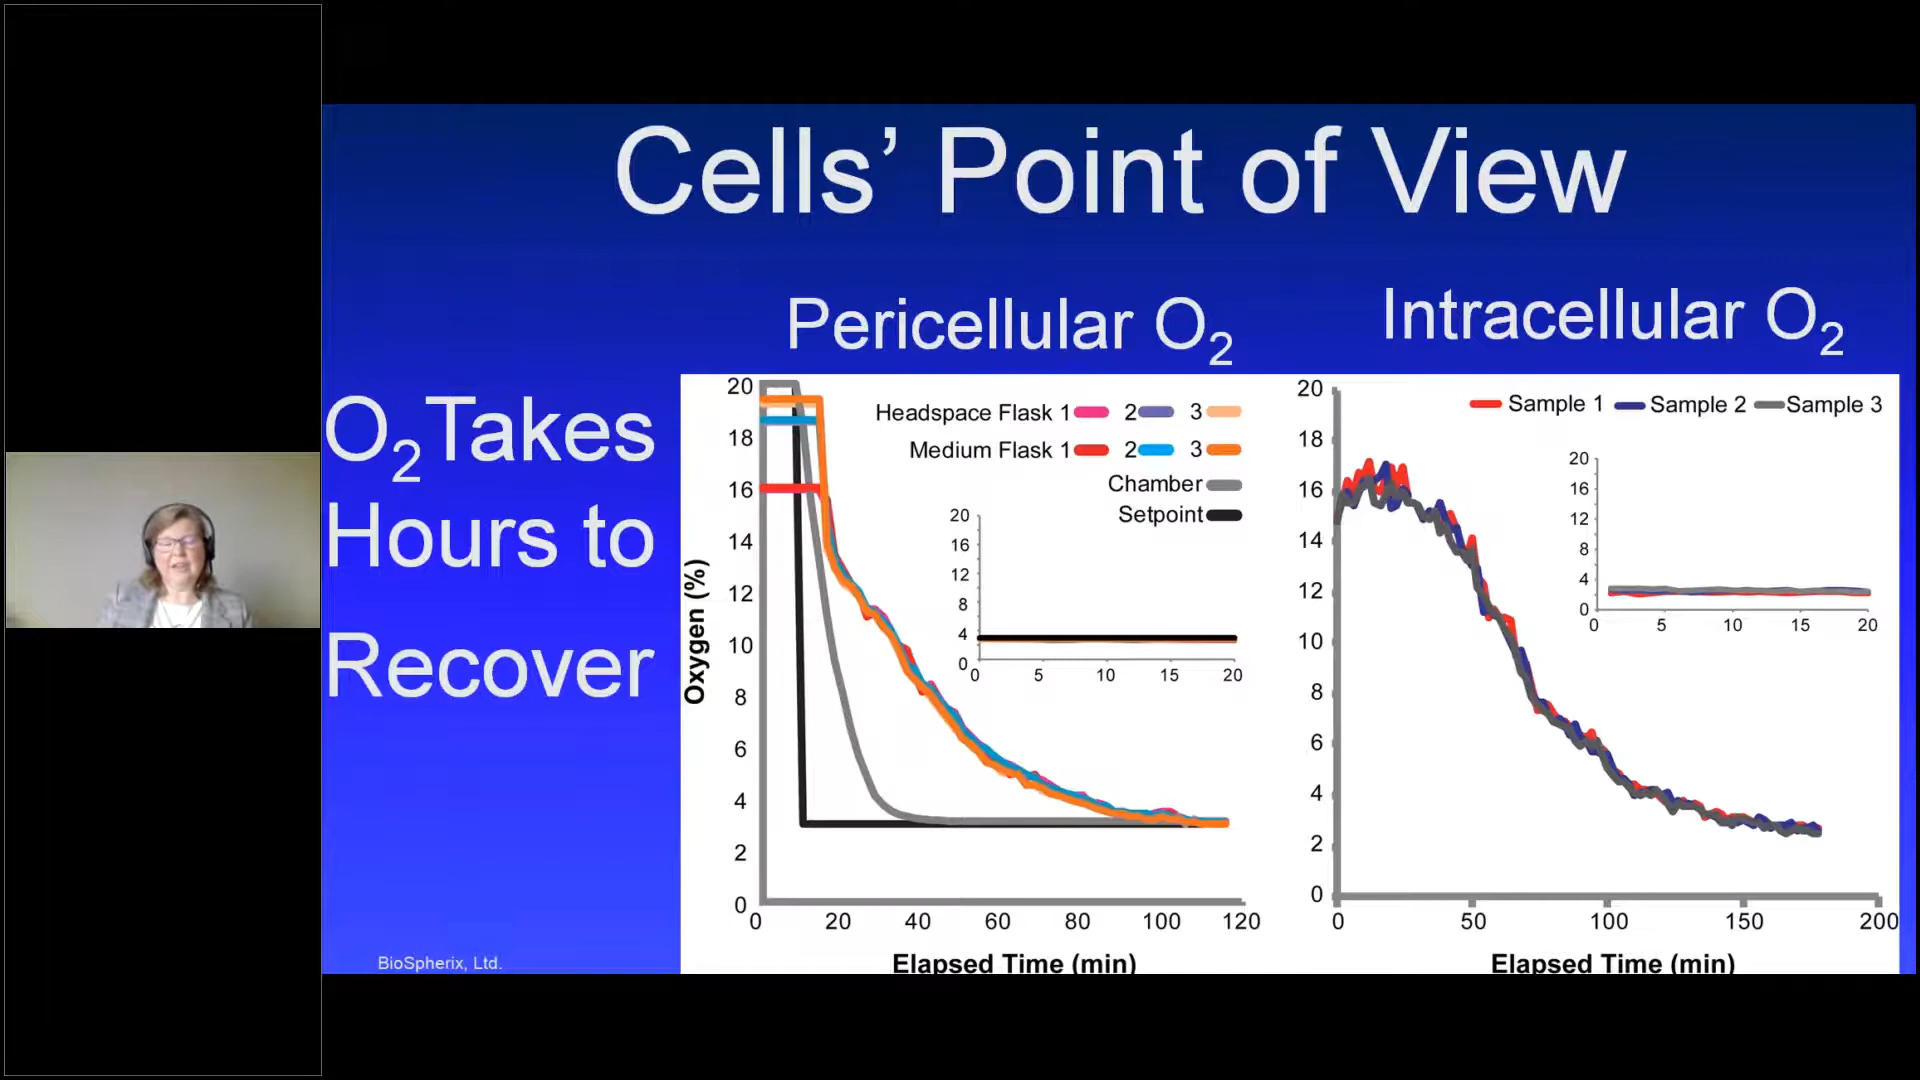 Cells’ Point of View
Pericellular O2
Intracellular O2
O2Takes
Hours to
Recover
20
18
16
14
12
10
8
6
4
2
0
Oxygen (%)
Headspace Flask 1 2 3
Medium Flask 1 2 3
Chamber
Setpoint
20
16
12
8
4
0
0 5 10 15 20
0 20 40 60 80 100 120
Elapsed Time (min)
20
18
16
14
12
10
8
6
4
2
0
Sample 1 Sample 2 Sample 3
20
16
12
8
4
0
0 5 10 15 20
0 50 100 150 200
Elapsed Time (min)
BioSpherix, Ltd.